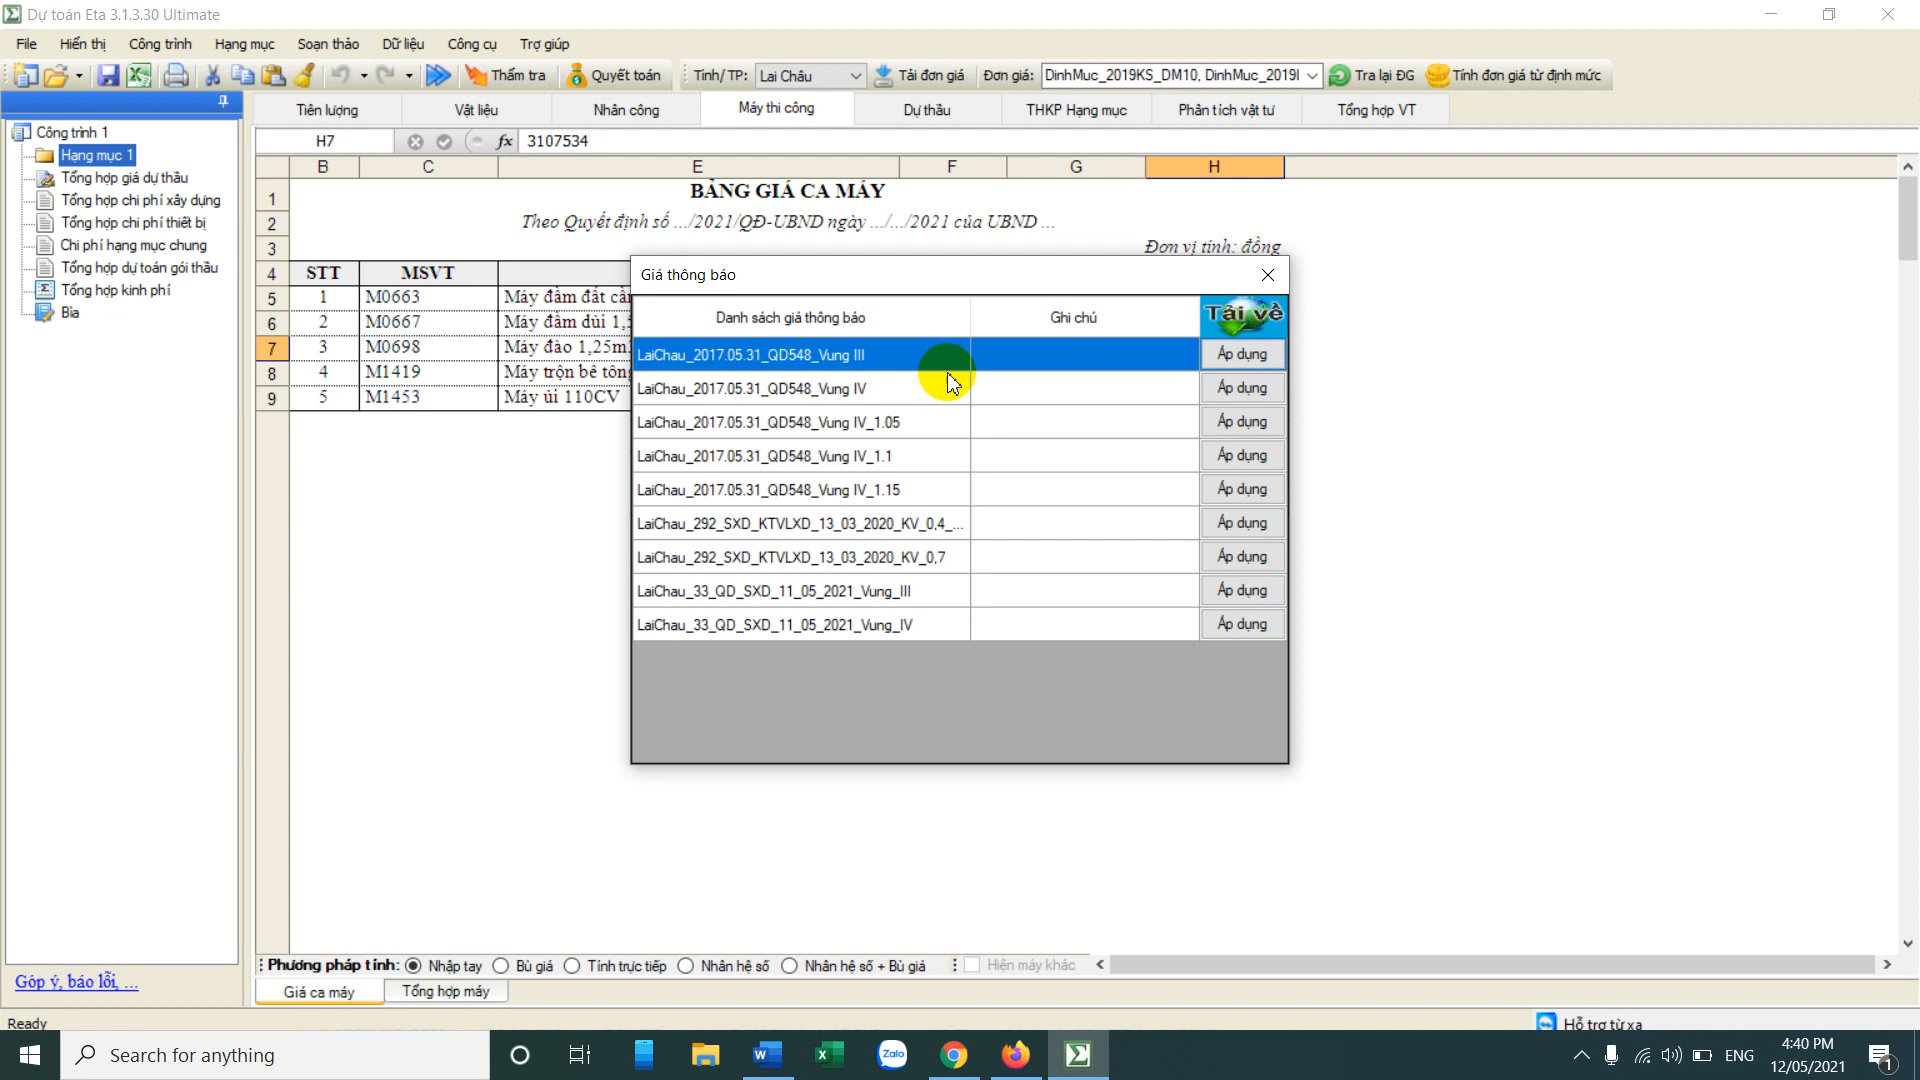 Dự toán Eta 3.1.3.30 Ultimate
File Hiển thị Công trình Hạng mục Soạn thảo Dữ liệu Công cụ Trợ giúp
Thẩm tra Quyết toán Tỉnh/ TP: Lai Châu Tải đơn giá Đơn giá: DinhMuc_2019KS_DM10, DinhMuc_2019I Tra lại ĐG Tính đơn giá từ định mức
Tiên lượng Vật liệu Nhân công Máy thi công Dự thầu THKP Hạng mục Phân tích vật tư Tổng hợp VT
H7 fx 3107534
Công trình 1
Hạng mục 1
Tổng hợp giá dự thầu
Tổng hợp chi phí xây dựng
Tổng hợp chi phí thiết bị
Chi phí hạng mục chung
Tổng hợp dự toán gói thầu
Tổng hợp kinh phí
Bìa
B C E F G H
1 BẢNG GIÁ CA MÁY
2 Theo Quyết định số .../2021/QĐ-UBND ngày .../.../2021 của UBND ...
3 Đơn vị tính: đồng
4 STT MSVT
5 1 M0663 Máy đầm đất
6 2 M0667 Máy đầm dùi
7 3 M0698 Máy đào
8 4 M1419 Máy trộn bê tông
9 5 M1453 Máy ủi 110CV
Giá thông báo
Danh sách giá thông báo Ghi chú Tải về
LaiChau_2017.05.31_QD548_Vung III Áp dụng
LaiChau_2017.05.31_QD548_Vung IV Áp dụng
LaiChau_2017.05.31_QD548_Vung IV_1.05 Áp dụng
LaiChau_2017.05.31_QD548_Vung IV_1.1 Áp dụng
LaiChau_2017.05.31_QD548_Vung IV_1.15 Áp dụng
LaiChau_292_SXD_KTVLXD_13_03_2020_KV_0,4_... Áp dụng
LaiChau_292_SXD_KTVLXD_13_03_2020_KV_0,7 Áp dụng
LaiChau_33_QD_SXD_11_05_2021_Vung_III Áp dụng
LaiChau_33_QD_SXD_11_05_2021_Vung_IV Áp dụng
Phương pháp tính: Nhập tay Bù giá Tính trực tiếp Nhân hệ số Nhân hệ số + Bù giá Hiện máy khác
Góp ý, báo lỗi, ...
Giá ca máy Tổng hợp máy
Ready Hỗ trợ từ xa
Search for anything
Zalo
ENG
4:40 PM
12/05/2021
1